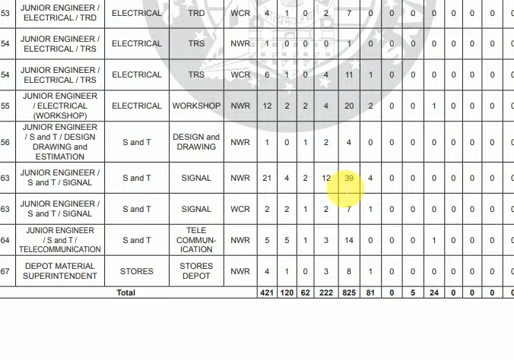 53 JUNIOR ENGINEER / ELECTRICAL / TRD ELECTRICAL TRD WCR 4 1 0 2 7 0 0 5 0 0 0 0
54 JUNIOR ENGINEER / ELECTRICAL / TRS ELECTRICAL TRS NWR 1 0 0 0 1 0 0 0 0 0 0 0
54 JUNIOR ENGINEER / ELECTRICAL / TRS ELECTRICAL TRS WCR 6 1 0 4 11 1 0 0 0 0 0 0
55 JUNIOR ENGINEER / ELECTRICAL (WORKSHOP) ELECTRICAL WORKSHOP NWR 12 2 2 4 20 2 0 0 1 0 0 0
56 JUNIOR ENGINEER / S and T / DESIGN DRAWING and ESTIMATION S and T DESIGN and DRAWING NWR 1 0 1 2 4 0 0 0 0 0 0 0
63 JUNIOR ENGINEER / S and T / SIGNAL S and T SIGNAL NWR 21 4 2 12 39 4 0 0 0 0 0 0
63 JUNIOR ENGINEER / S and T / SIGNAL S and T SIGNAL WCR 2 2 1 2 7 1 0 0 0 0 0 0
64 JUNIOR ENGINEER / S and T / TELECOMMUNICATION S and T TELE COMMUN-ICATION NWR 5 5 1 3 14 0 0 0 1 0 0 0
67 DEPOT MATERIAL SUPERINTENDENT STORES STORES DEPOT NWR 4 1 0 3 8 1 0 0 0 0 0 0
Total 421 120 62 222 825 81 0 5 24 0 0 0